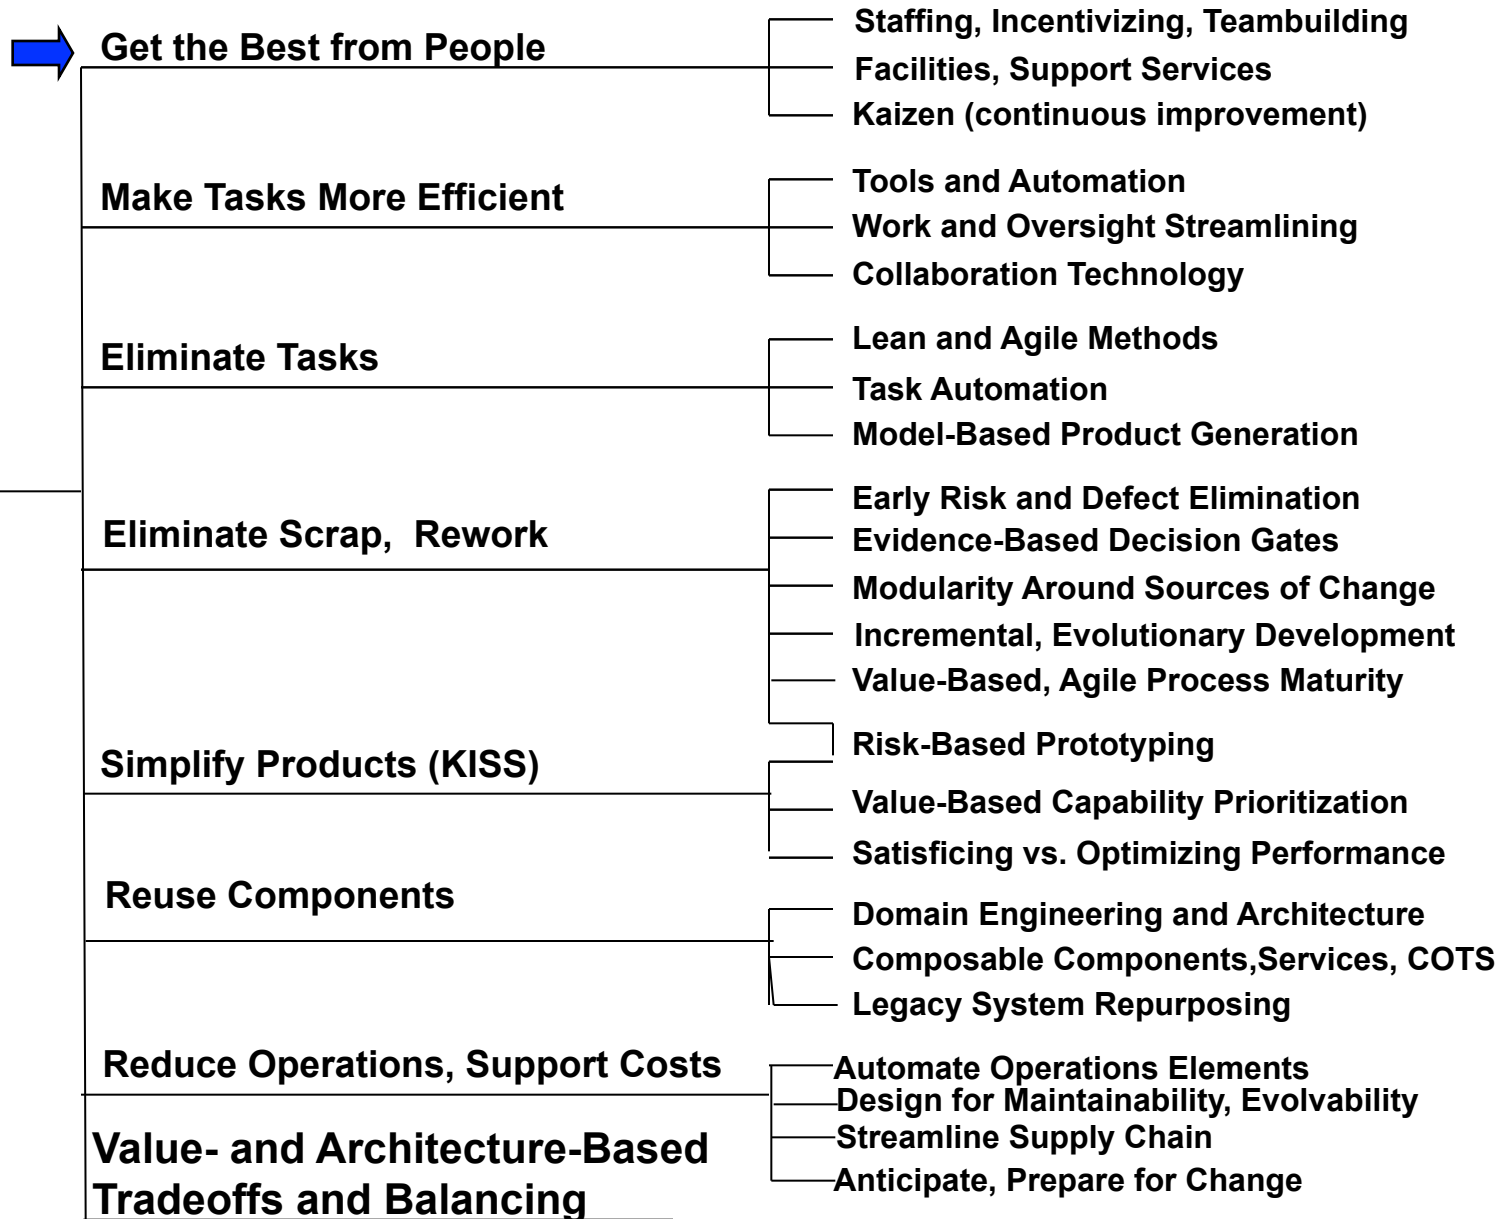 Get the Best from People
Staffing, Incentivizing, Teambuilding
Facilities, Support Services
Kaizen (continuous improvement)
Make Tasks More Efficient
Tools and Automation
Work and Oversight Streamlining
Collaboration Technology
Eliminate Tasks
Lean and Agile Methods
Task Automation
Model-Based Product Generation
Eliminate Scrap,  Rework
Early Risk and Defect Elimination
Evidence-Based Decision Gates
Modularity Around Sources of Change
Incremental, Evolutionary Development
Value-Based, Agile Process Maturity
Simplify Products (KISS)
Risk-Based Prototyping
Value-Based Capability Prioritization
Satisficing vs. Optimizing Performance
Reuse Components
Domain Engineering and Architecture
Composable Components,Services, COTS
Legacy System Repurposing
Reduce Operations, Support Costs
Automate Operations Elements
Design for Maintainability, Evolvability
Streamline Supply Chain
Anticipate, Prepare for Change
Value- and Architecture-Based
Tradeoffs and Balancing